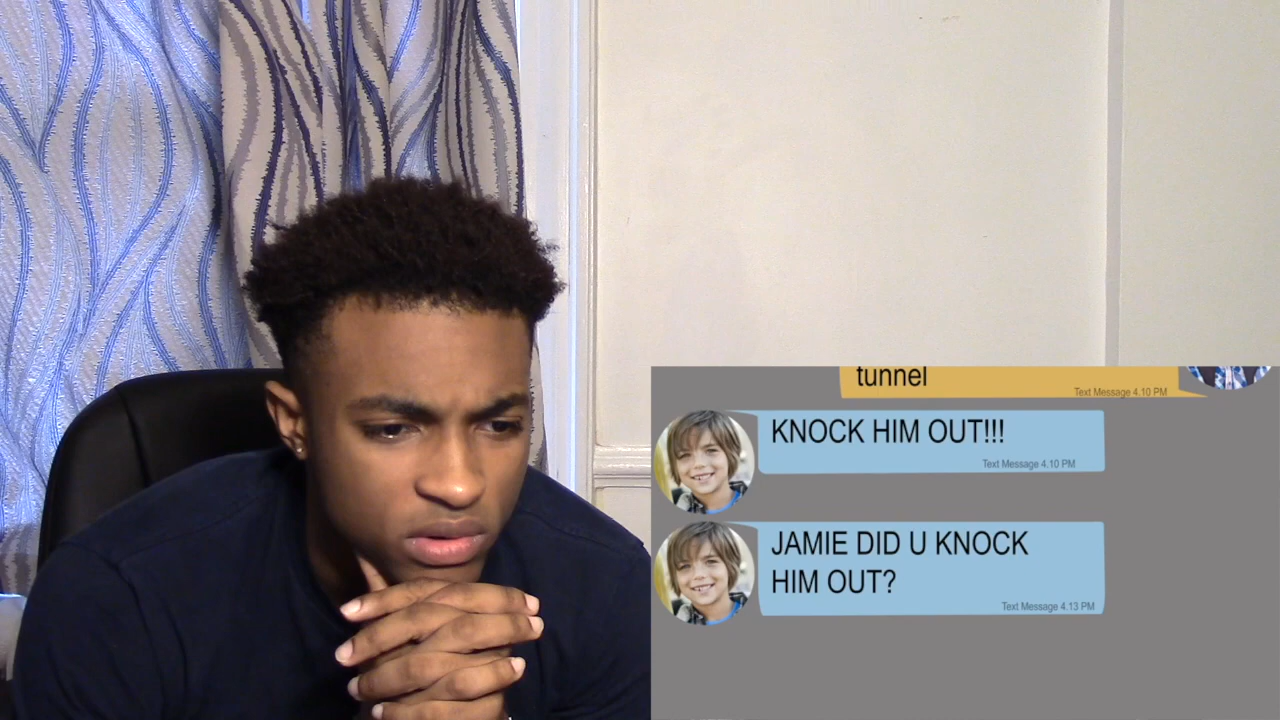 tunnel
Text Message 4.10 PM
KNOCK HIM OUT!!!
Text Message 4.10 PM
JAMIE DID U KNOCK
HIM OUT?
Text Message 4.13 PM